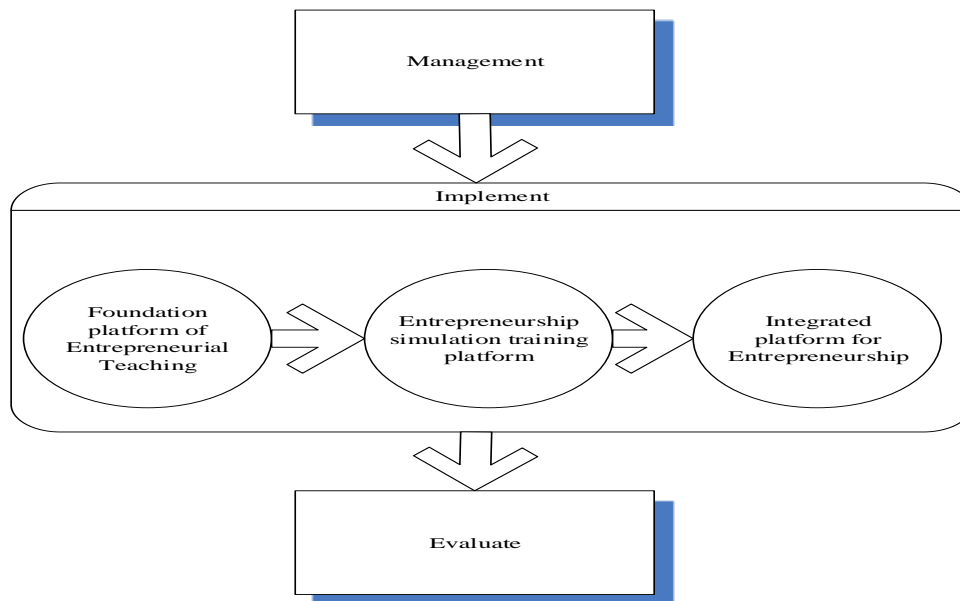 Management
Implement
Foundation
platform of
Entrepreneurial
Teaching
Entrepreneurship
simulation training
platform
Integrated
platform for
Entrepreneurship
Evaluate